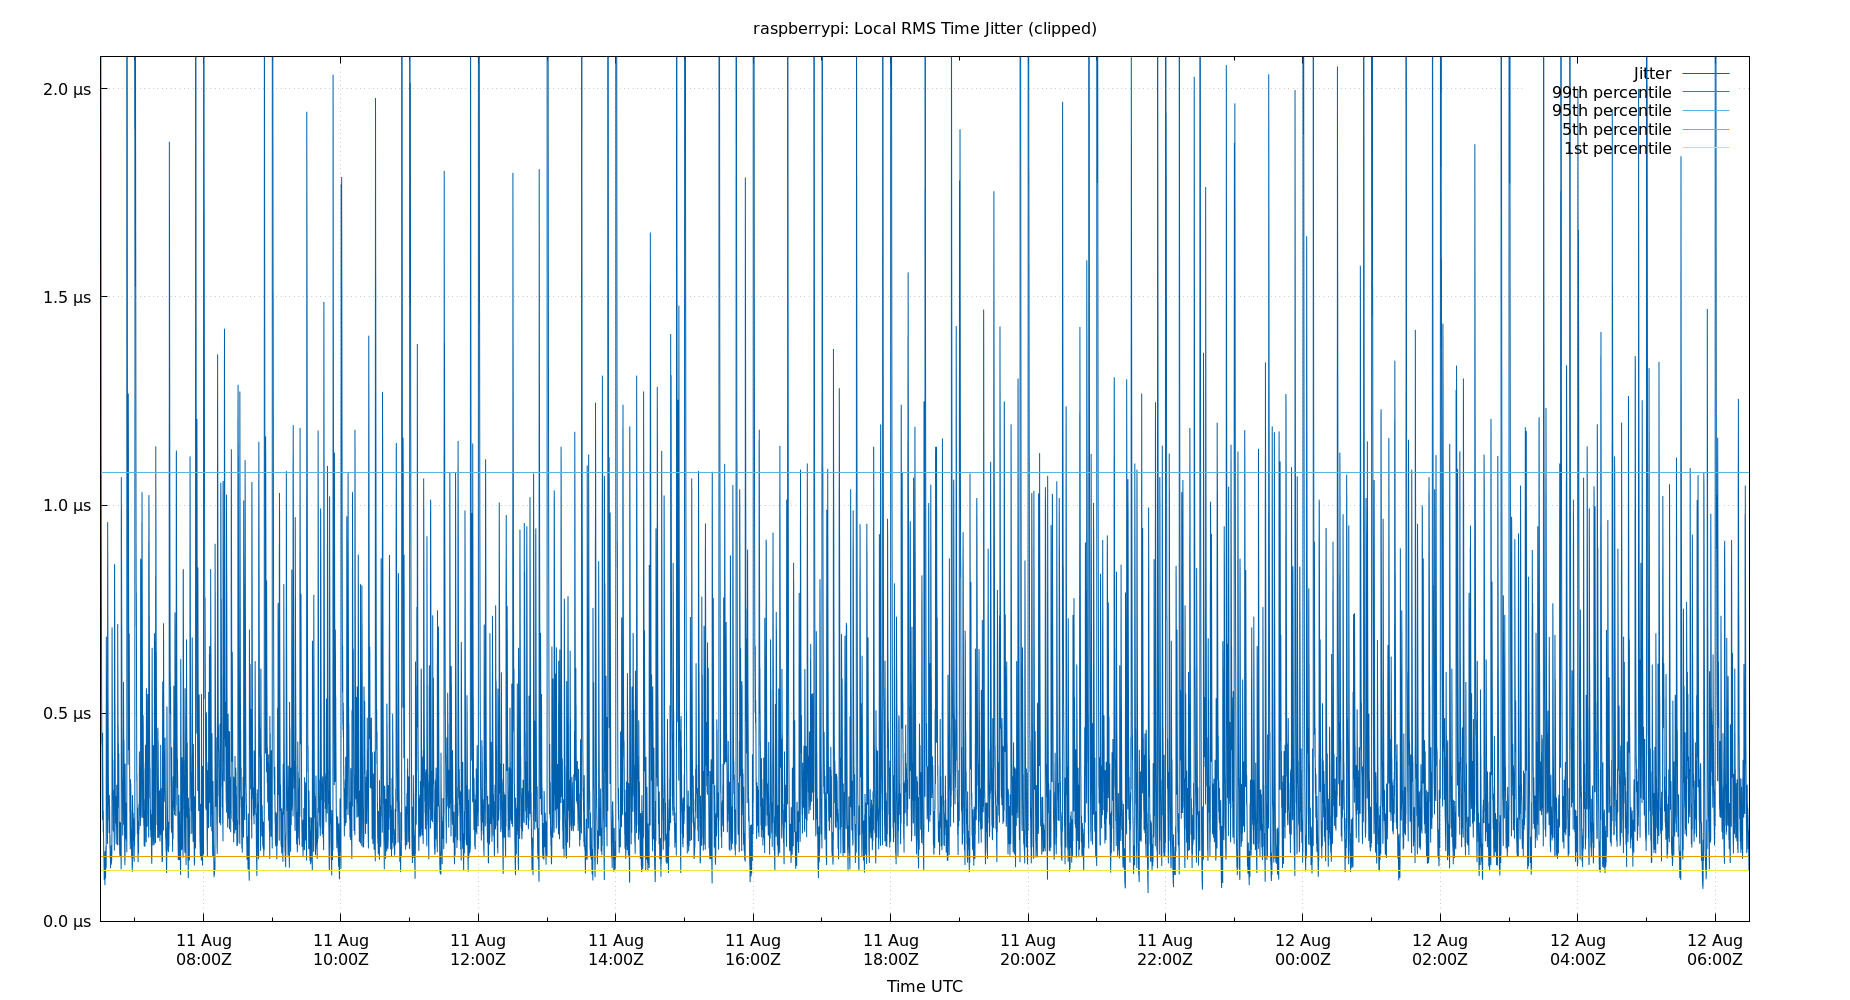 raspberrypi: Local RMS Time Jitter (clipped)
2.0 µs
1.5 µs
1.0 µs
0.5 µs
0.0 µs
Jitter
99th percentile
95th percentile
5th percentile
1st percentile
11 Aug 11 Aug 11 Aug 11 Aug 11 Aug 11 Aug 11 Aug 11 Aug 12 Aug 12 Aug 12 Aug 12 Aug
08:00Z 10:00Z 12:00Z 14:00Z 16:00Z 18:00Z 20:00Z 22:00Z 00:00Z 02:00Z 04:00Z 06:00Z
Time UTC